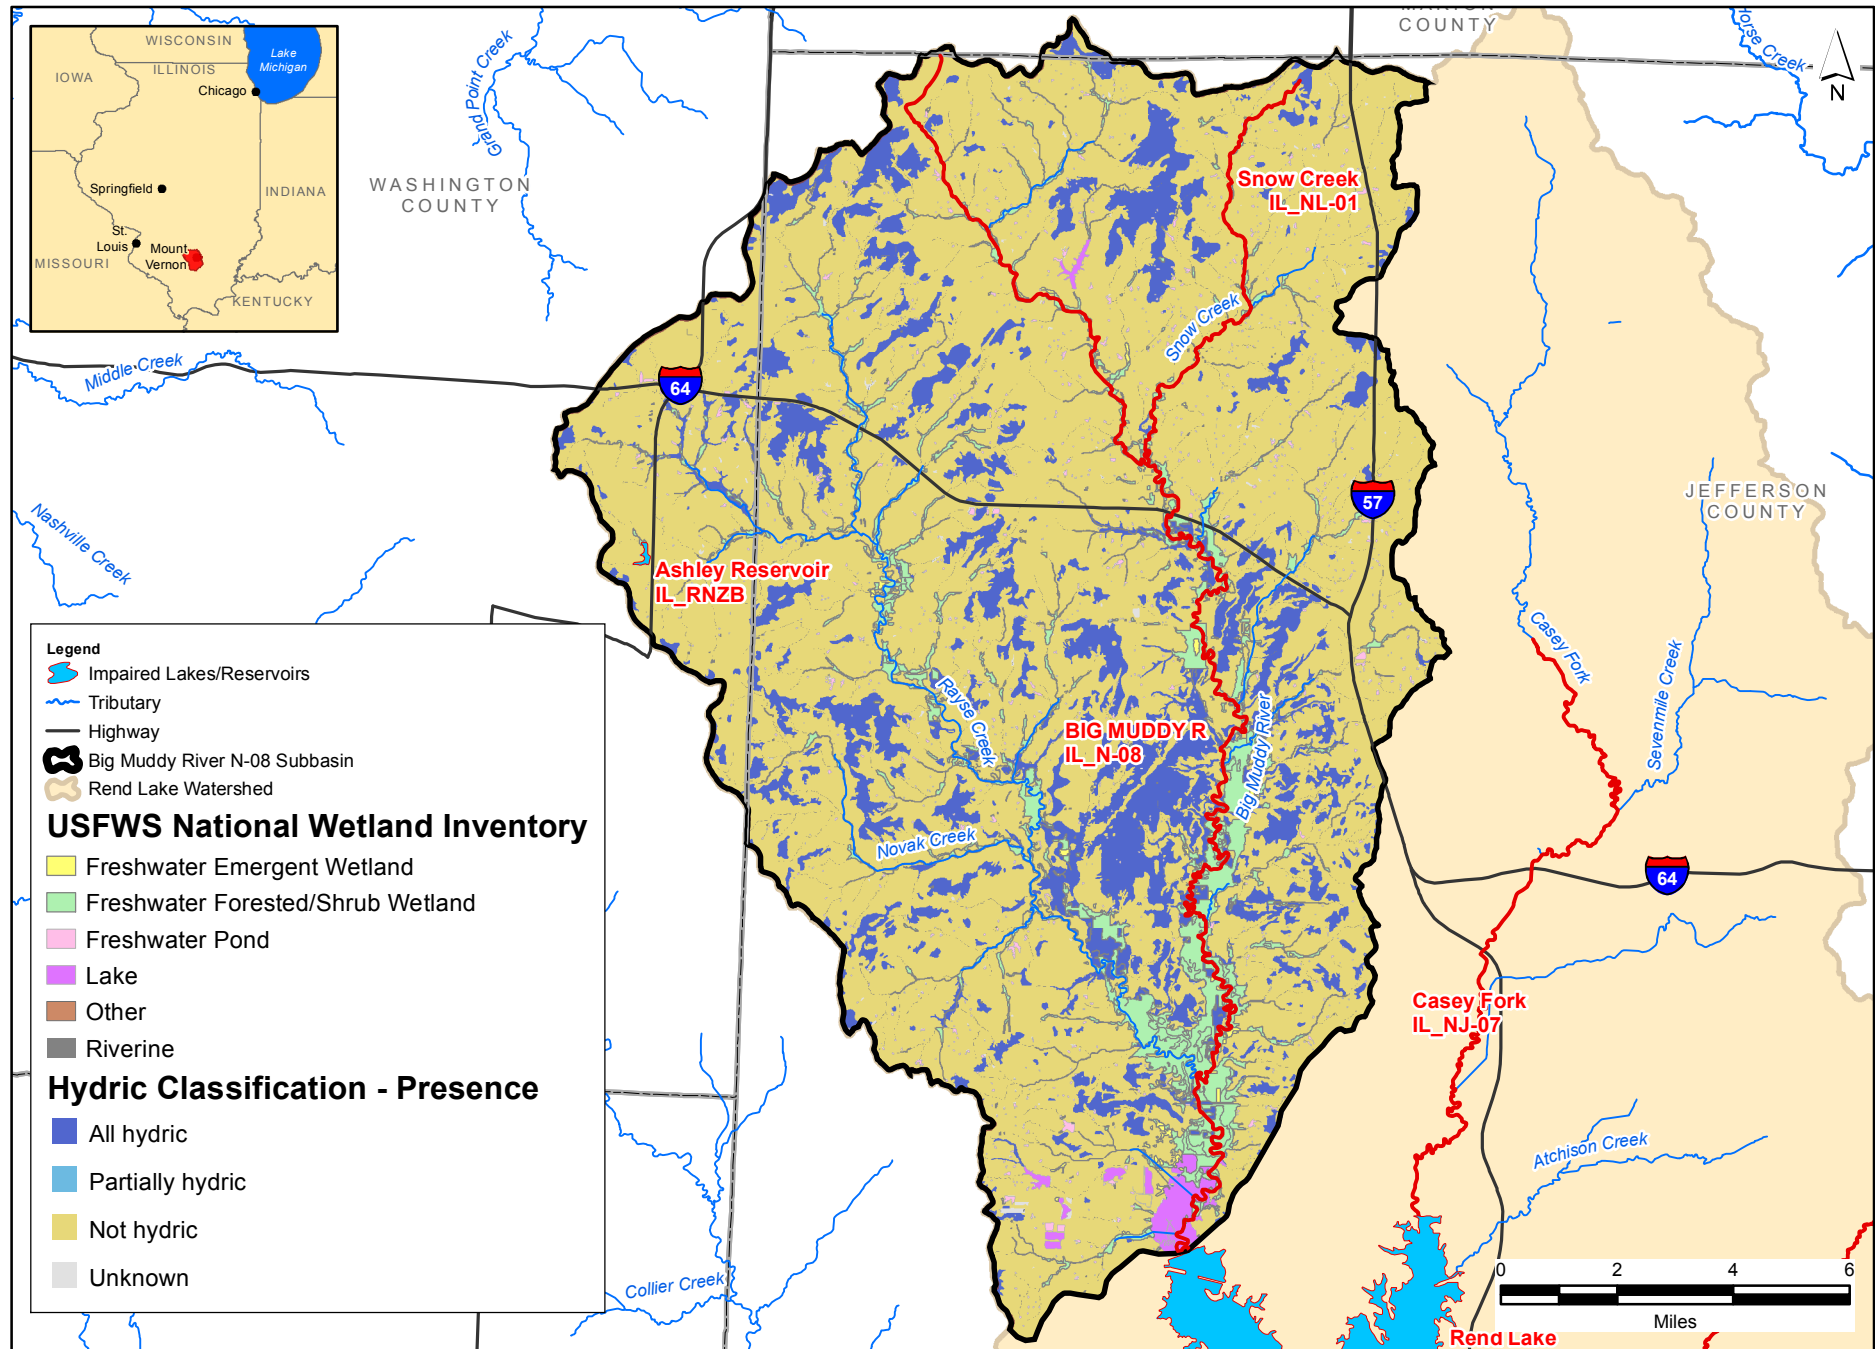 WISCONSIN
Lake
Michigan
IOWA
ILLINOIS
Chicago
Springfield
INDIANA
St.
Louis
Mount
Vernon
MISSOURI
KENTUCKY
MARION
COUNTY
Horse Creek
N
Grand Point Creek
WASHINGTON
COUNTY
Snow Creek
IL_NL-01
Snow Creek
Middle Creek
64
57
JEFFERSON
COUNTY
Nashville Creek
Ashley Reservoir
IL_RNZB
Casey Fork
Sevenmile Creek
Rayse Creek
BIG MUDDY R
IL_N-08
Big Muddy River
Novak Creek
64
Casey Fork
IL_NJ-07
Atchison Creek
Collier Creek
Rend Lake
0 2 4 6
Miles
Legend
Impaired Lakes/Reservoirs
Tributary
Highway
Big Muddy River N-08 Subbasin
Rend Lake Watershed
USFWS National Wetland Inventory
Freshwater Emergent Wetland
Freshwater Forested/Shrub Wetland
Freshwater Pond
Lake
Other
Riverine
Hydric Classification - Presence
All hydric
Partially hydric
Not hydric
Unknown